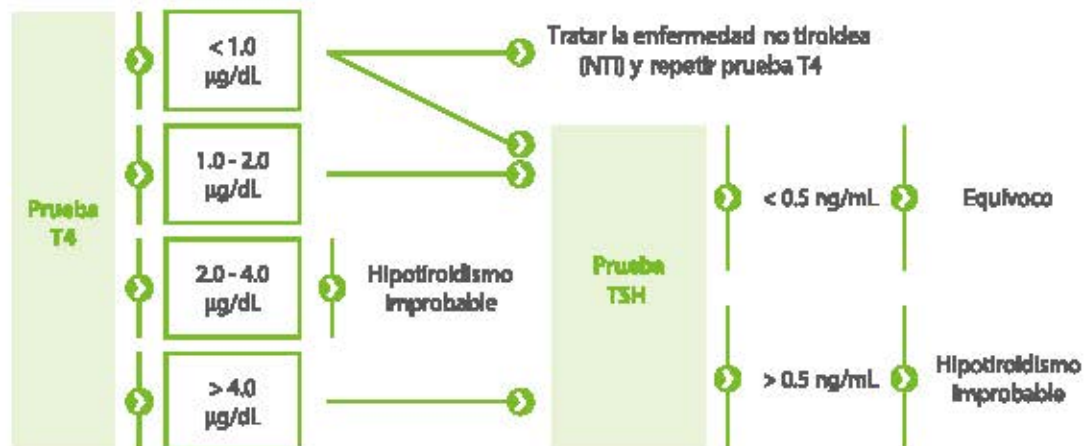 Prueba
T4
< 1.0
µg/dL
1.0 - 2.0
µg/dL
2.0 - 4.0
µg/dL
> 4.0
µg/dL
Tratar la enfermedad no tiroidea
(NTI) y repetir prueba T4
Hipotiroidismo
improbable
Prueba
TSH
< 0.5 ng/mL
Equívoco
> 0.5 ng/mL
Hipotiroidismo
improbable